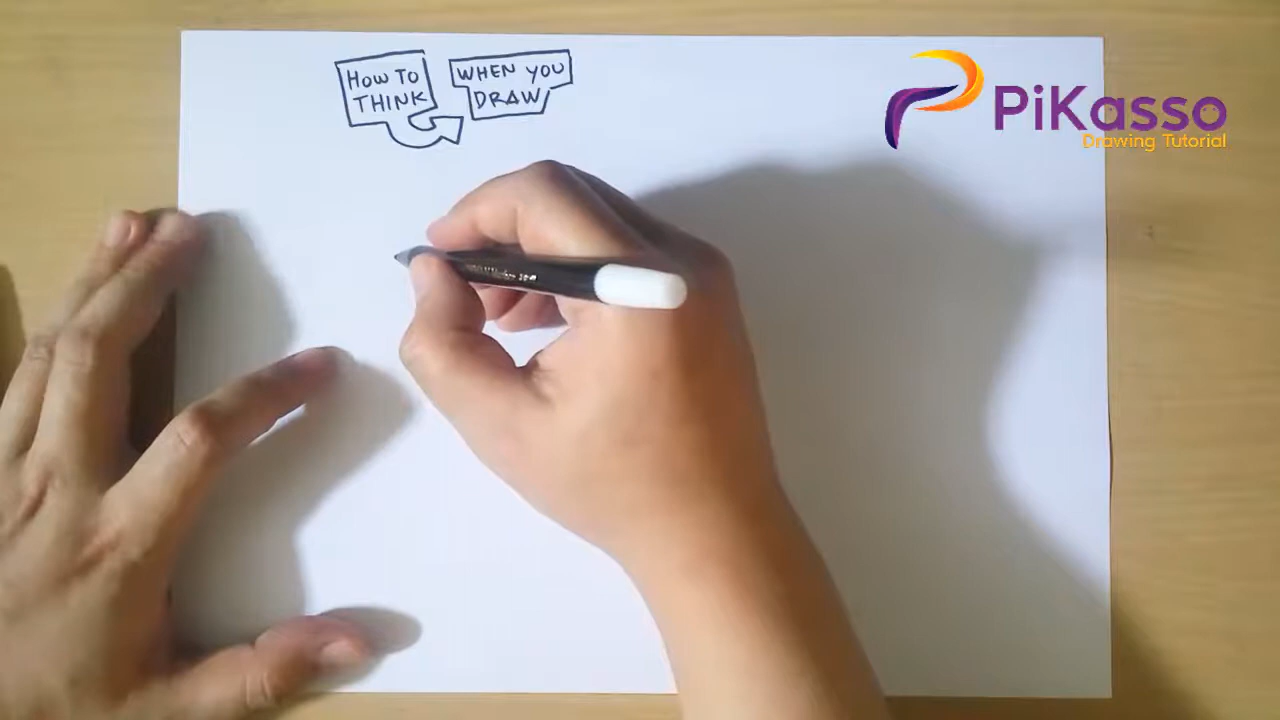 HOW TO
THINK
WHEN YOU
DRAW
PiKasso
Drawing Tutorial